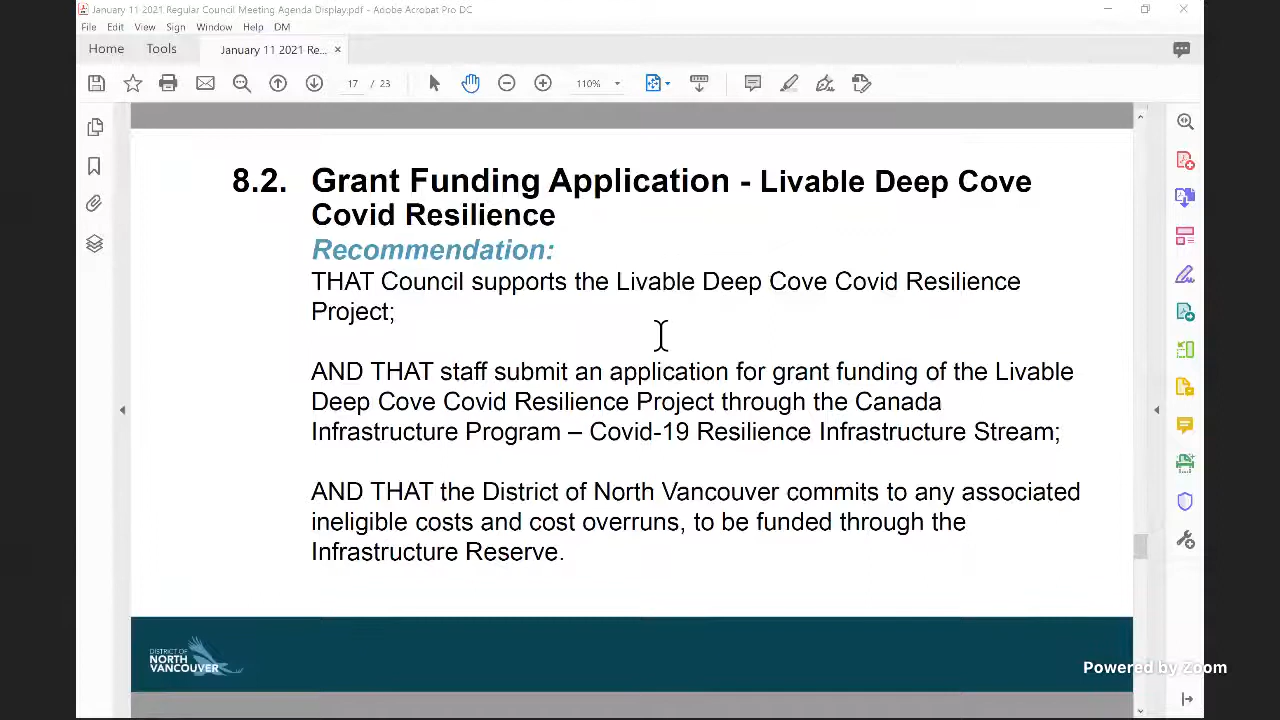 January 11 2021 Regular Council Meeting Agenda Display.pdf - Adobe Acrobat Pro DC
File Edit View Sign Window Help DM
Home Tools January 11 2021 Re... ×
17 / 23 110%
8.2. Grant Funding Application - Livable Deep Cove
Covid Resilience
Recommendation:
THAT Council supports the Livable Deep Cove Covid Resilience
Project;
AND THAT staff submit an application for grant funding of the Livable
Deep Cove Covid Resilience Project through the Canada
Infrastructure Program – Covid-19 Resilience Infrastructure Stream;
AND THAT the District of North Vancouver commits to any associated
ineligible costs and cost overruns, to be funded through the
Infrastructure Reserve.
DISTRICT OF
NORTH
VANCOUVER
Powered by Zoom